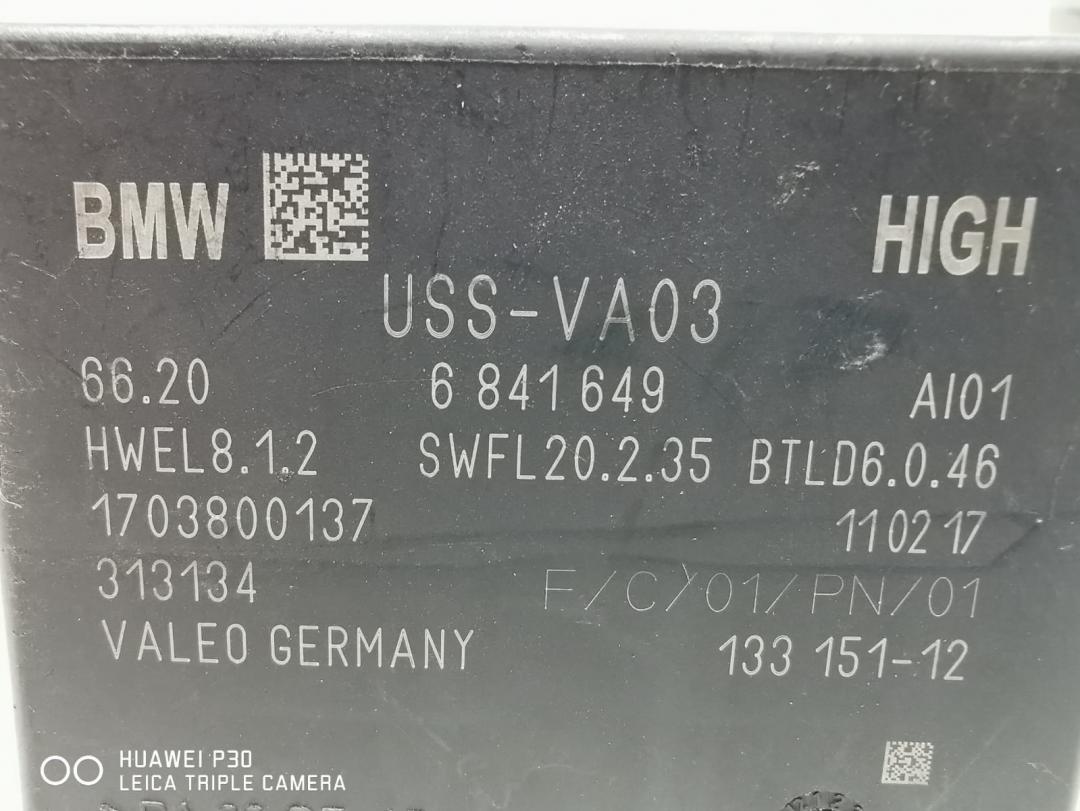 BMW HIGH
USS-VA03
66.20 6 841 649 AI01
HWEL8.1.2 SWFL20.2.35 BTLD6.0.46
1703800137 110217
313134 F/C/01/PN/01
VALEO GERMANY 133 151-12
HUAWEI P30
LEICA TRIPLE CAMERA